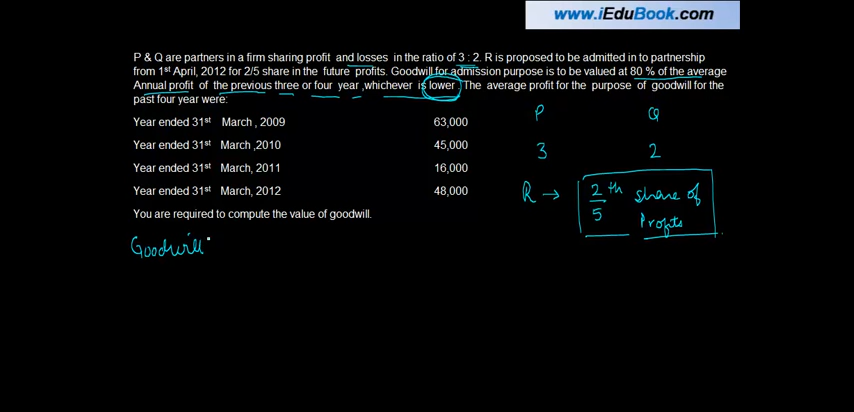 www.iEduBook.com
P & Q are partners in a firm sharing profit and losses in the ratio of 3 : 2. R is proposed to be admitted in to partnership
from 1st April, 2012 for 2/5 share in the future profits. Goodwill for admission purpose is to be valued at 80 % of the average
Annual profit of the previous three or four year ,whichever is lower . The average profit for the purpose of goodwill for the
past four year were:
Year ended 31st March , 2009 63,000
Year ended 31st March ,2010 45,000
Year ended 31st March, 2011 16,000
Year ended 31st March, 2012 48,000
You are required to compute the value of goodwill.
P Q
3 2
R → 2/5 th share of
Profits
Goodwill